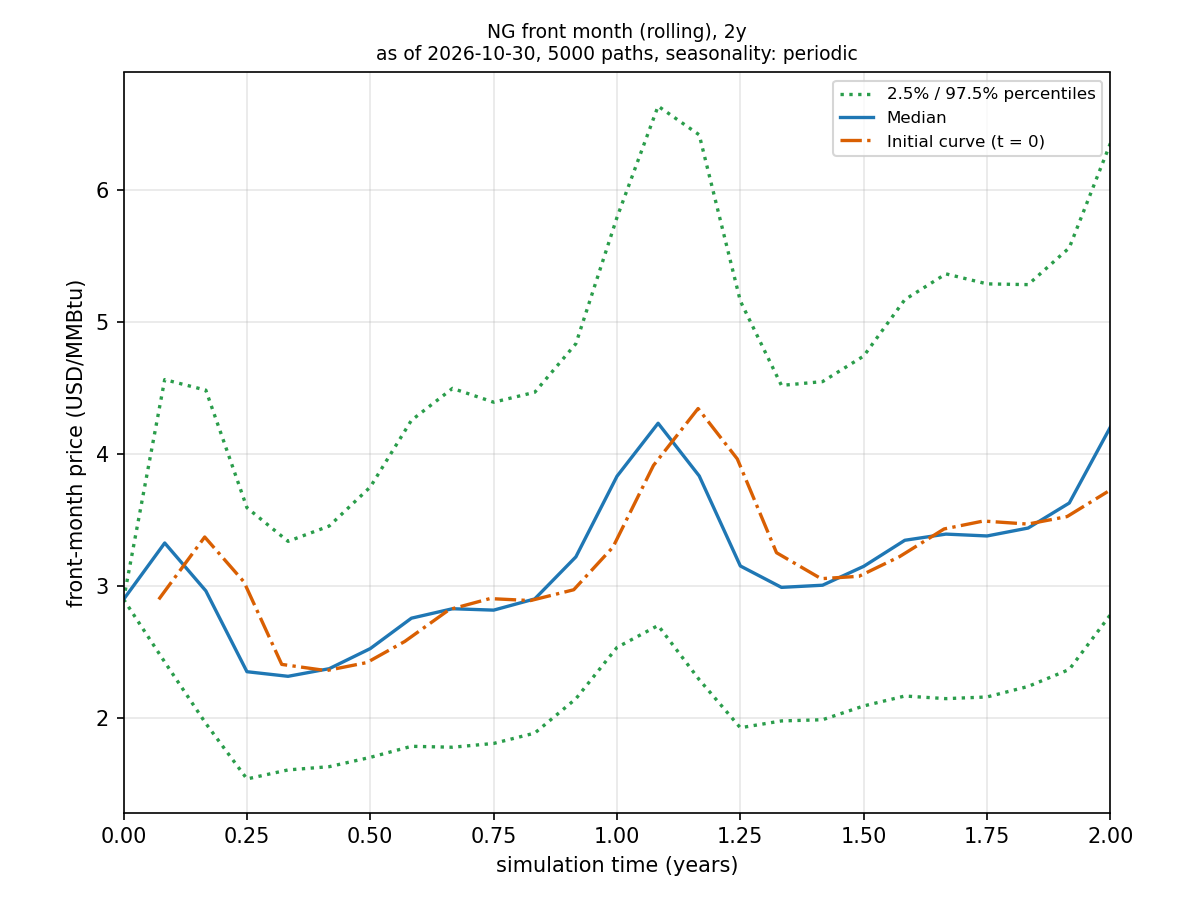 NG front month (rolling), 2y
as of 2026-10-30, 5000 paths, seasonality: periodic
2.5% / 97.5% percentiles
Median
Initial curve (t = 0)
front-month price (USD/MMBtu)
6
5
4
3
2
0.00 0.25 0.50 0.75 1.00 1.25 1.50 1.75 2.00
simulation time (years)